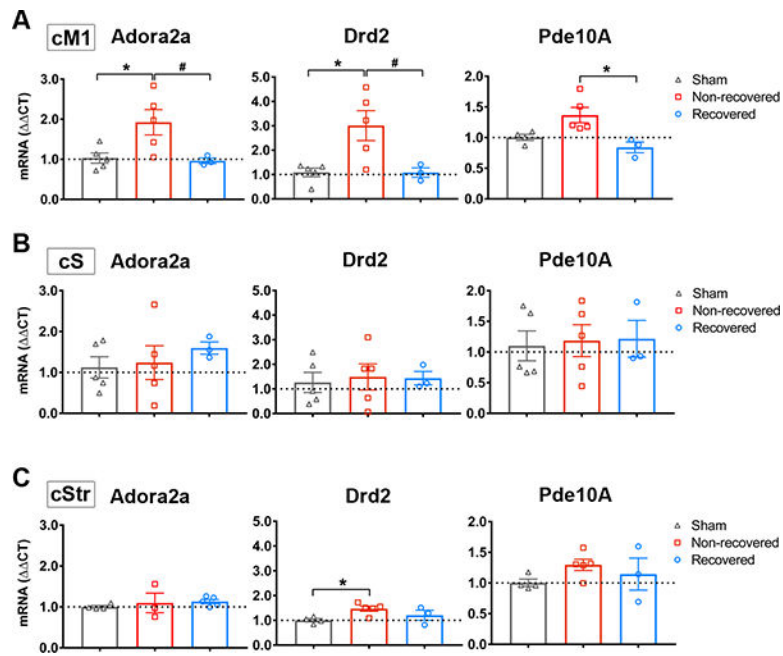 A
cM1
Adora2a
Drd2
Pde10A
mRNA (ΔΔCT)
3.0
2.0
1.0
0.0
* #
5.0
4.0
3.0
2.0
1.0
0.0
* #
2.0
1.5
1.0
0.5
0.0
*
Sham
Non-recovered
Recovered
B
cS
Adora2a
Drd2
Pde10A
mRNA (ΔΔCT)
3.0
2.0
1.0
0.0
5.0
4.0
3.0
2.0
1.0
0.0
2.0
1.5
1.0
0.5
0.0
Sham
Non-recovered
Recovered
C
cStr
Adora2a
Drd2
Pde10A
mRNA (ΔΔCT)
3.0
2.0
1.0
0.0
5.0
4.0
3.0
2.0
1.0
0.0
*
2.0
1.5
1.0
0.5
0.0
Sham
Non-recovered
Recovered